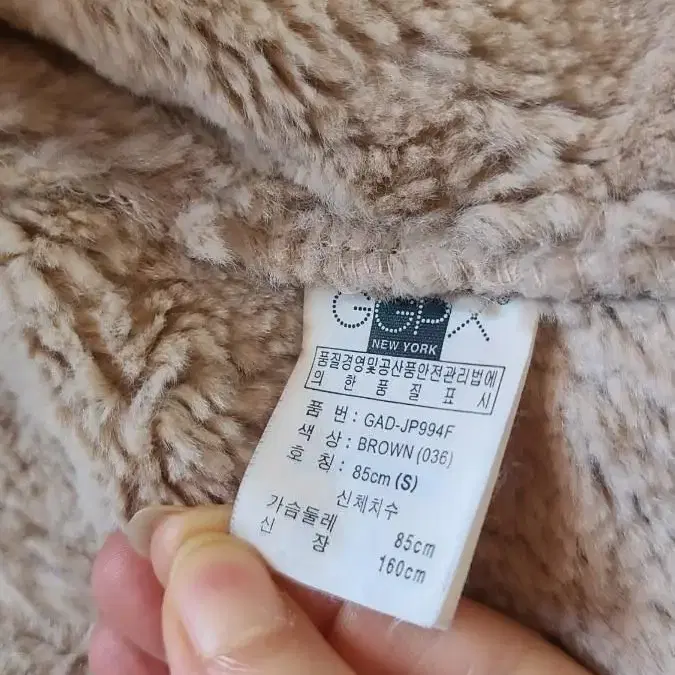 GGPX
NEW YORK
품질경영및공산품안전관리법에
의 한 품 질 표 시
품 번 : GAD-JP994F
색 상 : BROWN (036)
호 칭 : 85cm (S)
신체치수
가슴둘레 85cm
신 장 160cm